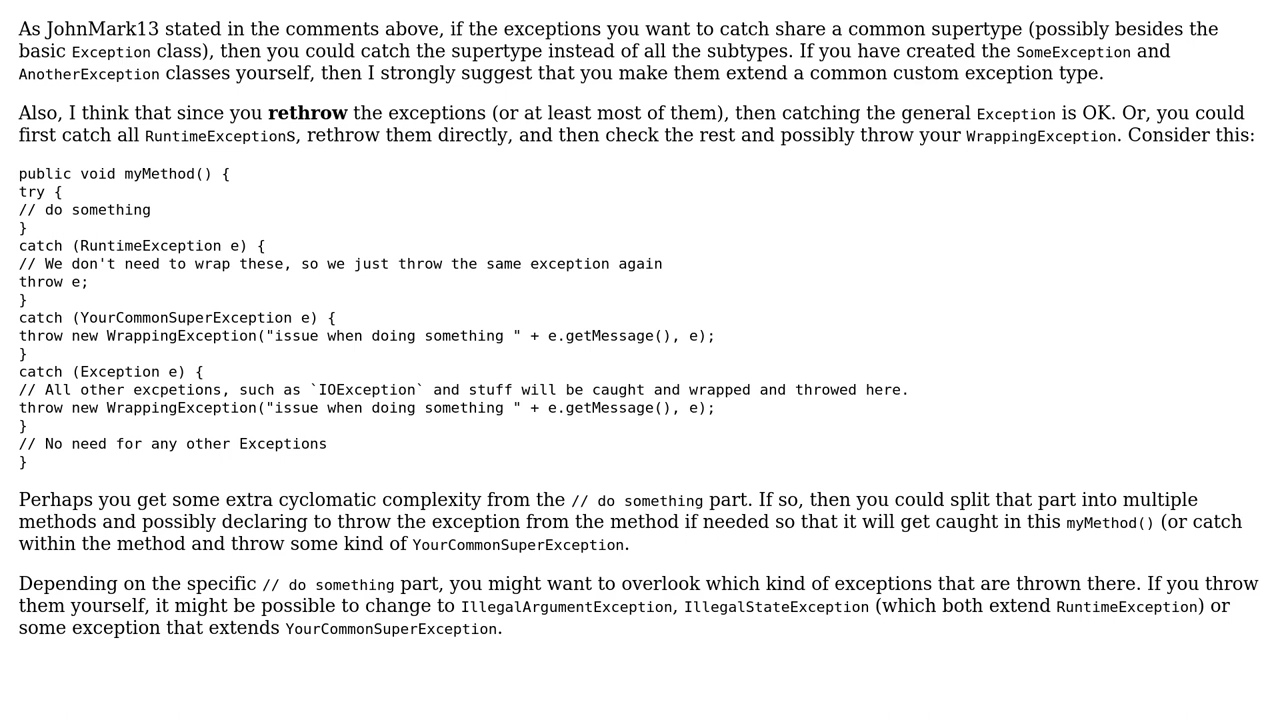 As JohnMark13 stated in the comments above, if the exceptions you want to catch share a common supertype (possibly besides the
basic Exception class), then you could catch the supertype instead of all the subtypes. If you have created the SomeException and
AnotherException classes yourself, then I strongly suggest that you make them extend a common custom exception type.
Also, I think that since you rethrow the exceptions (or at least most of them), then catching the general Exception is OK. Or, you could
first catch all RuntimeExceptions, rethrow them directly, and then check the rest and possibly throw your WrappingException. Consider this:
public void myMethod() {
try {
// do something
}
catch (RuntimeException e) {
// We don't need to wrap these, so we just throw the same exception again
throw e;
}
catch (YourCommonSuperException e) {
throw new WrappingException("issue when doing something " + e.getMessage(), e);
}
catch (Exception e) {
// All other excpetions, such as `IOException` and stuff will be caught and wrapped and throwed here.
throw new WrappingException("issue when doing something " + e.getMessage(), e);
}
// No need for any other Exceptions
}
Perhaps you get some extra cyclomatic complexity from the // do something part. If so, then you could split that part into multiple
methods and possibly declaring to throw the exception from the method if needed so that it will get caught in this myMethod() (or catch
within the method and throw some kind of YourCommonSuperException.
Depending on the specific // do something part, you might want to overlook which kind of exceptions that are thrown there. If you throw
them yourself, it might be possible to change to IllegalArgumentException, IllegalStateException (which both extend RuntimeException) or
some exception that extends YourCommonSuperException.